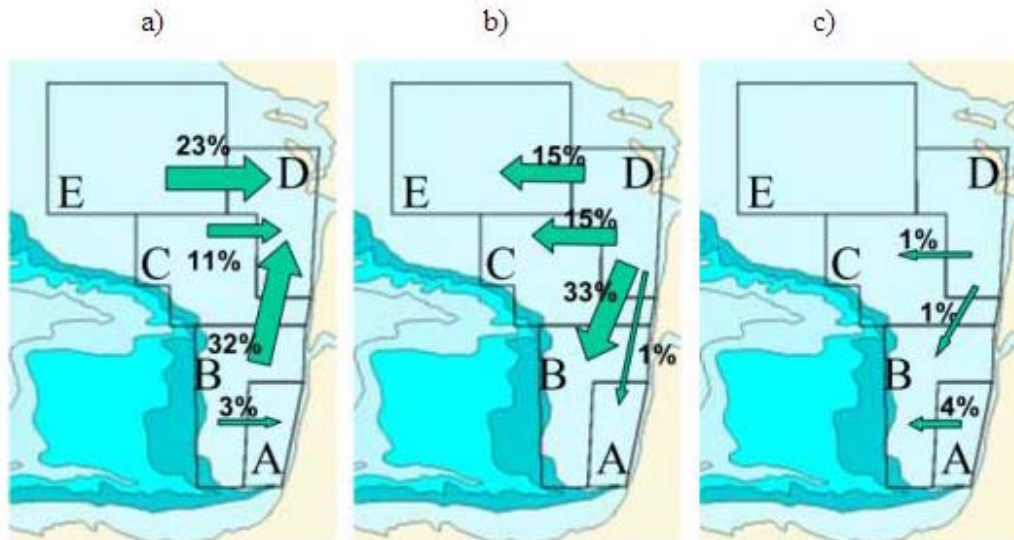 a) b) c)
23% E D 11% C 32% B 3% A
15% E D 15% C 33% 1% B A
E D 1% C 1% B 4% A